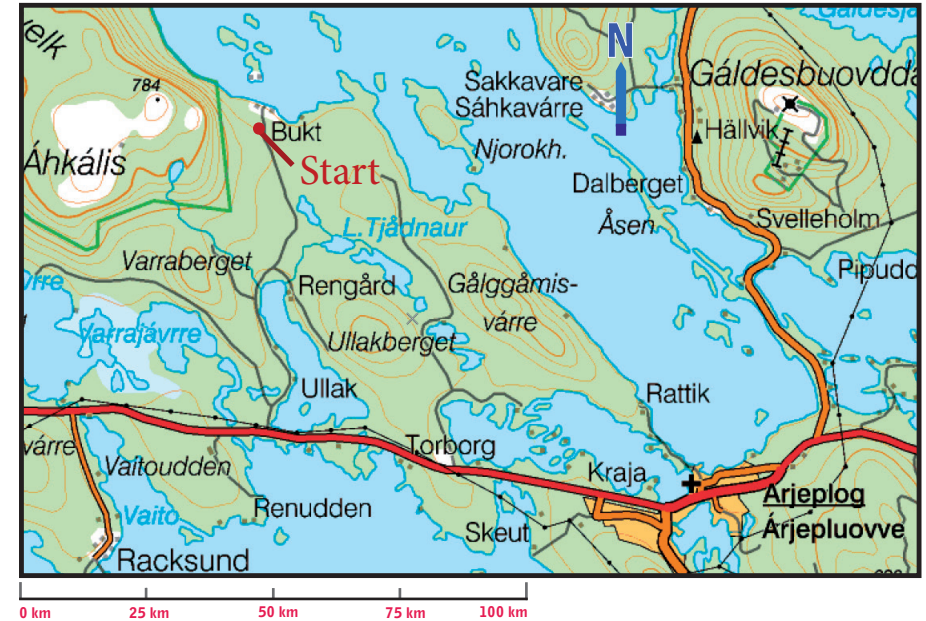 elk
Gáldesjá
N
784
Sakkavare
Sáhkavárre
Gáldesbuovdda
Bukt
Hällvik
Áhkális
Start
Njorokh.
Dalberget
L.Tjådnaur
Åsen
Svelleholm
Varraberget
Pipudd
vrre
Rengård
Gålggåmis-
várre
Varrajávrre
Ullakberget
Ullak
Rattik
várre
Torborg
Vaitoudden
Kraja
Arjeplog
Renudden
Vaito
Skeut
Árjepluovve
Racksund
0 km
25 km
50 km
75 km
100 km